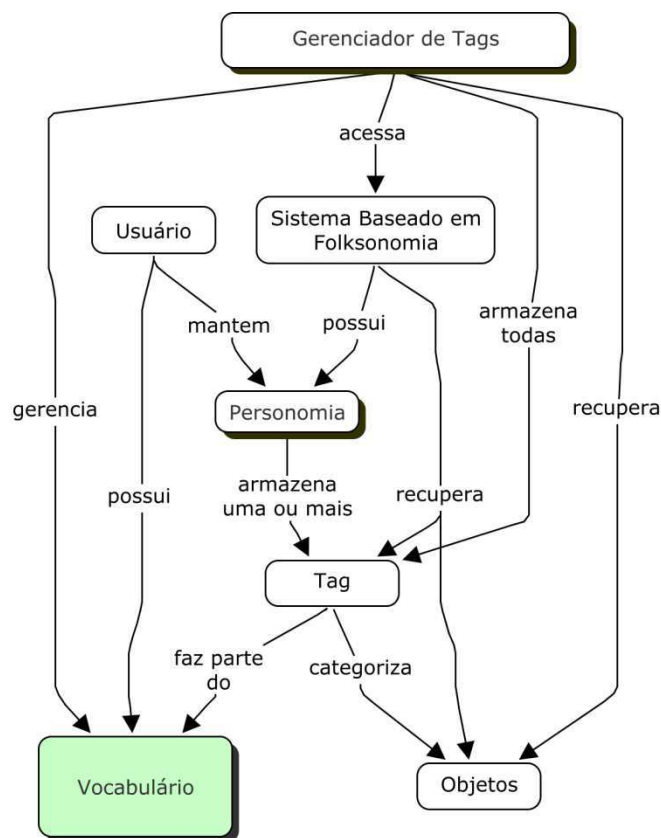 Gerenciador de Tags
acessa
Sistema Baseado em
Folksonomia
Usuário
armazena
todas
mantem
possui
gerencia
Personomia
recupera
armazena
uma ou mais
possui
recupera
Tag
faz parte
do
categoriza
Vocabulário
Objetos